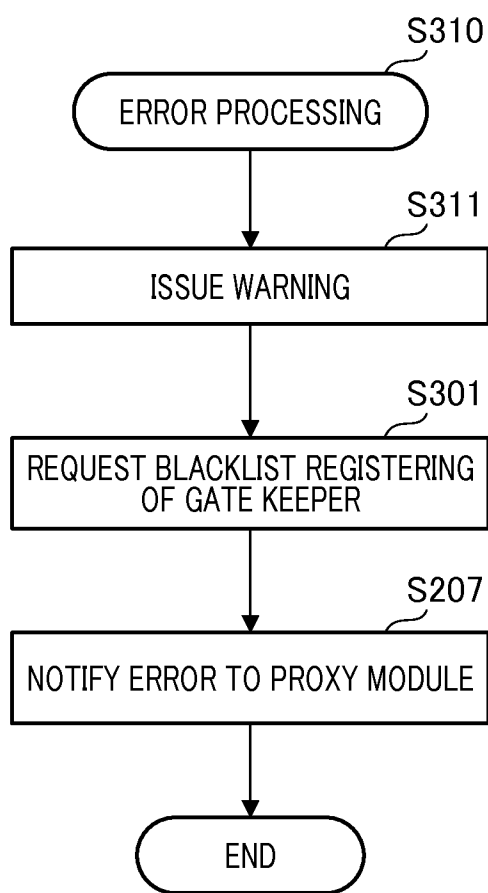 S310
ERROR PROCESSING
S311
ISSUE WARNING
S301
REQUEST BLACKLIST REGISTERING
OF GATE KEEPER
S207
NOTIFY ERROR TO PROXY MODULE
END